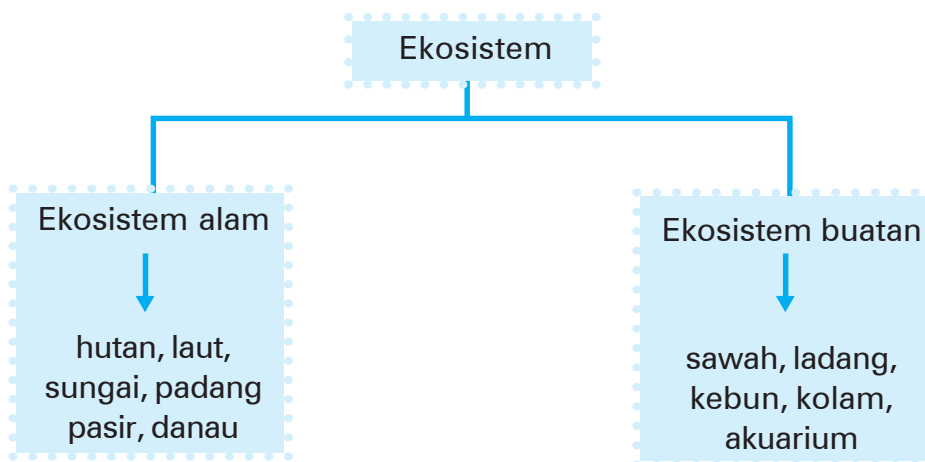 Ekosistem
Ekosistem alam
hutan, laut,
sungai, padang
pasir, danau
Ekosistem buatan
sawah, ladang,
kebun, kolam,
akuarium